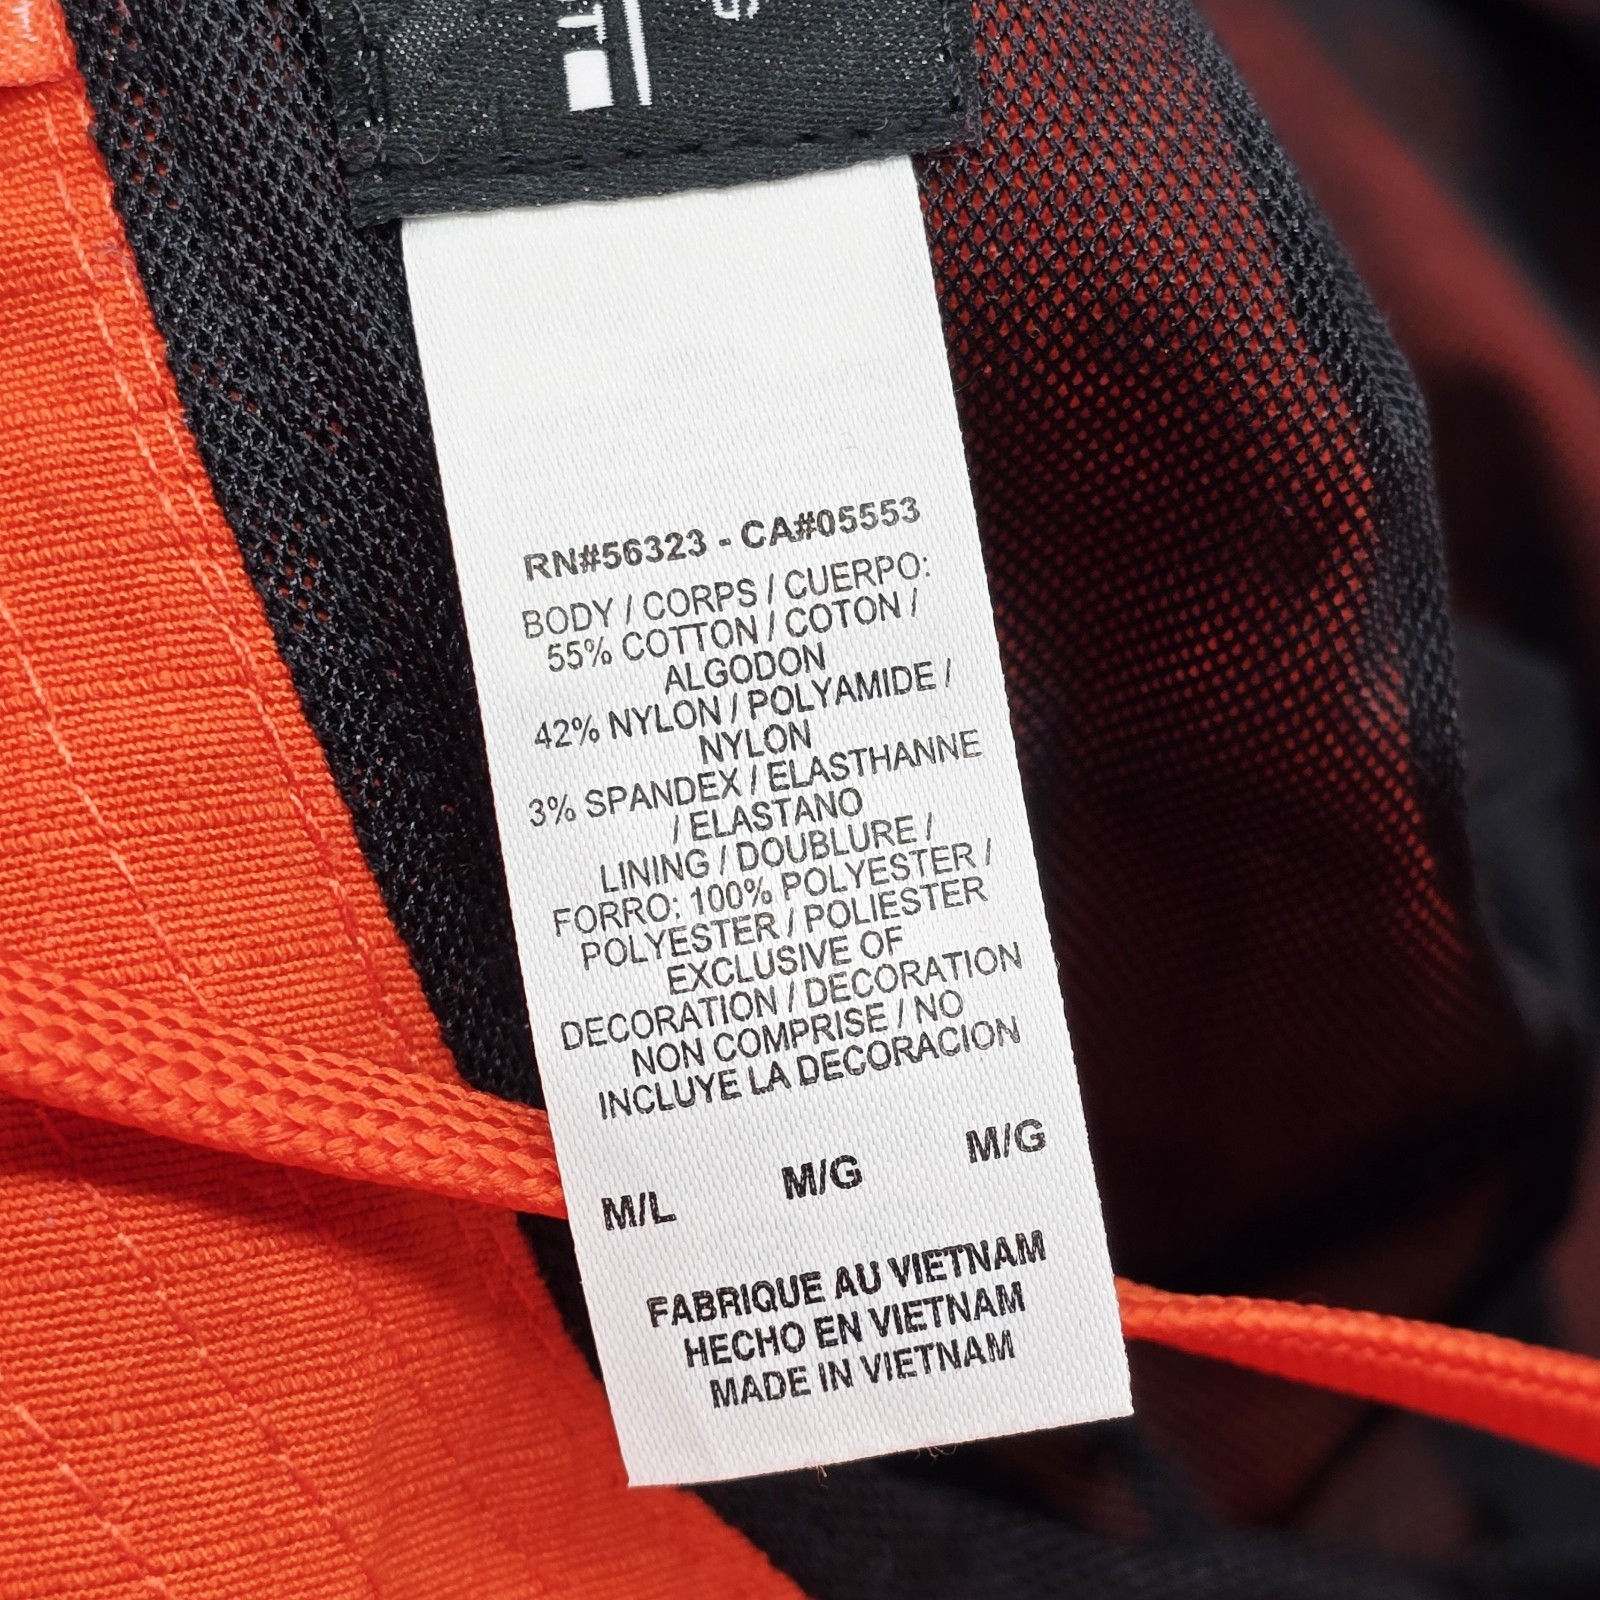 RN#56323 - CA#05553
BODY / CORPS / CUERPO:
55% COTTON / COTON /
ALGODON
42% NYLON / POLYAMIDE /
NYLON
3% SPANDEX / ELASTHANNE
/ ELASTANO
LINING / DOUBLURE /
FORRO: 100% POLYESTER /
POLYESTER / POLIESTER
EXCLUSIVE OF
DECORATION / DECORATION
NON COMPRISE / NO
INCLUYE LA DECORACION
M/L M/G M/G
FABRIQUE AU VIETNAM
HECHO EN VIETNAM
MADE IN VIETNAM